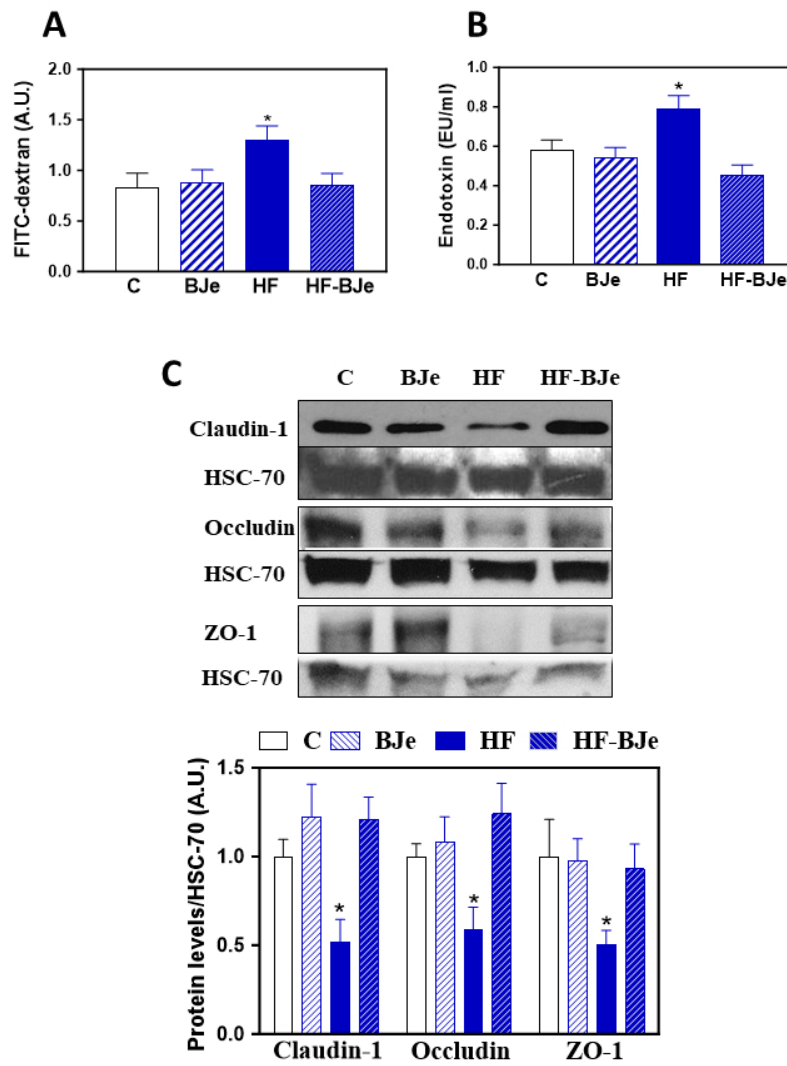 A
B
FITC-dextran (A.U.)
2.0
1.5
1.0
0.5
0.0
*
C BJe HF HF-BJe
Endotoxin (EU/ml)
1.0
0.8
0.6
0.4
0.2
0.0
*
C BJe HF HF-BJe
C
C BJe HF HF-BJe
Claudin-1
HSC-70
Occludin
HSC-70
ZO-1
HSC-70
C BJe HF HF-BJe
Protein levels/HSC-70 (A.U.)
1.5
1.0
0.5
0.0
* * *
Claudin-1 Occludin ZO-1